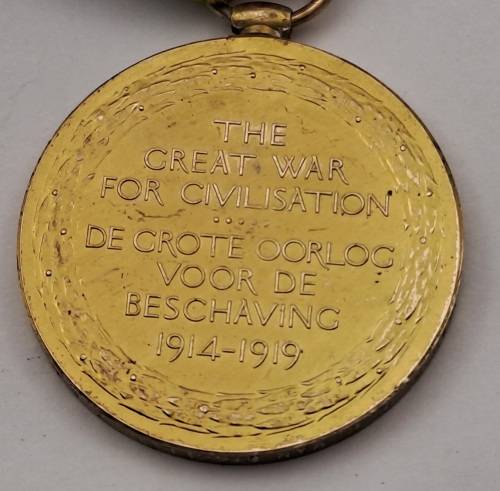 THE
GREAT WAR
FOR CIVILISATION
DE GROTE OORLOG
VOOR DE
BESCHAVING
1914-1919